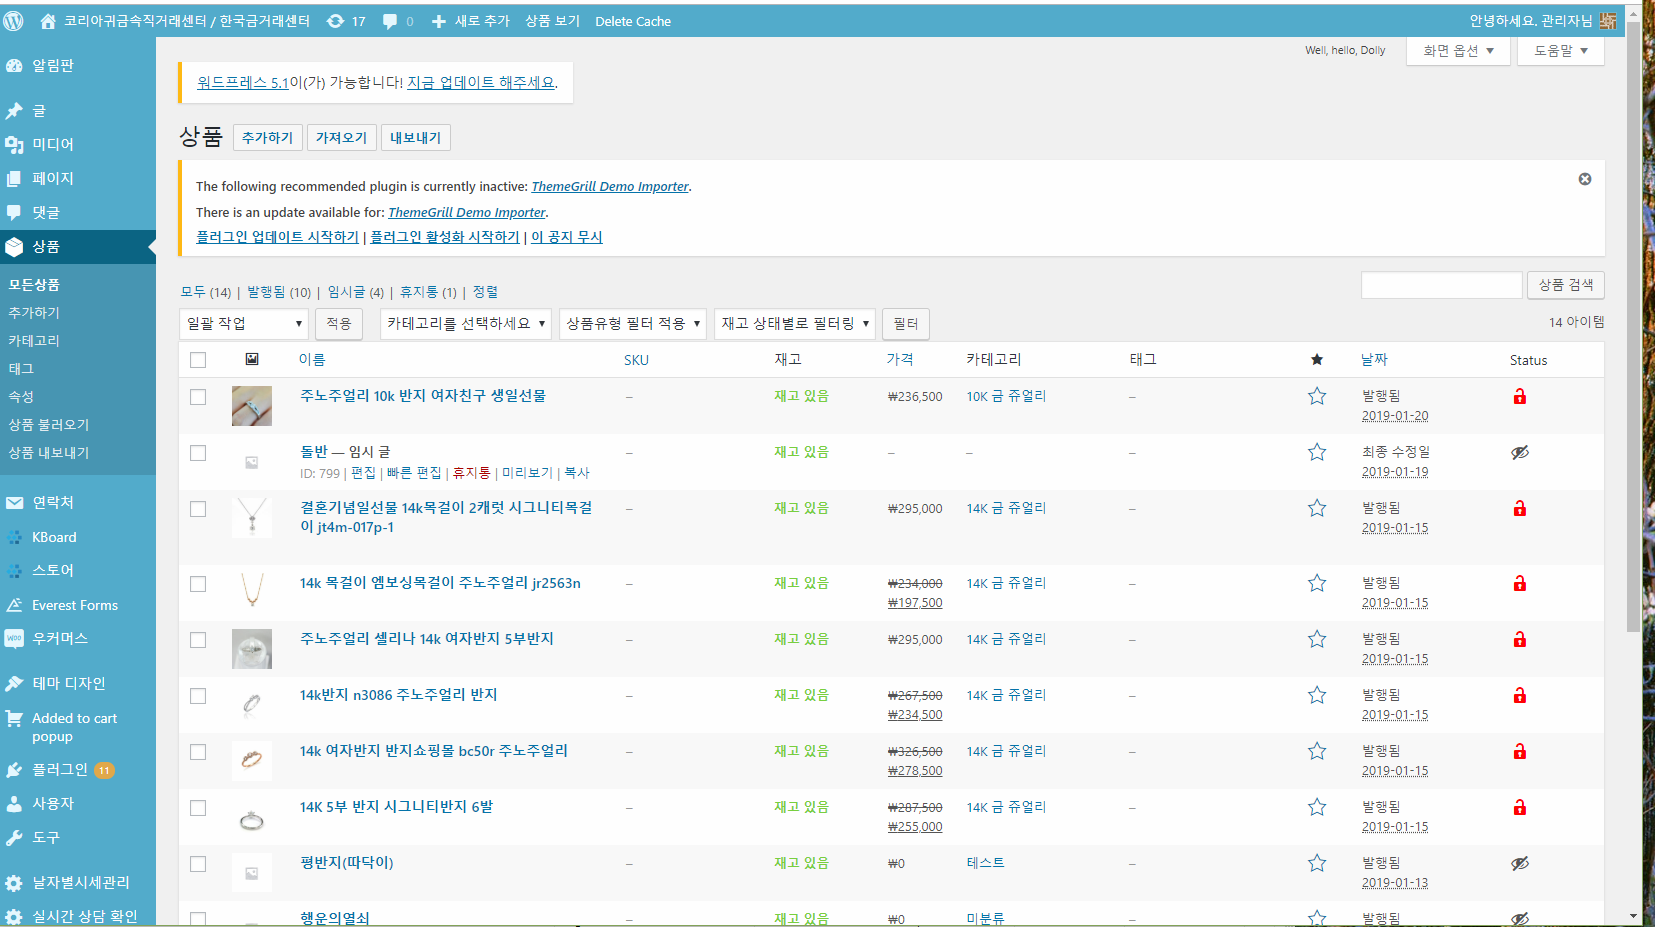 코리아귀금속직거래센터 / 한국금거래센터 17 0 새로 추가 상품 보기 Delete Cache 안녕하세요, 관리자님
알림판
글
미디어
페이지
댓글
상품
모든상품
추가하기
카테고리
태그
속성
상품 불러오기
상품 내보내기
연락처
KBoard
스토어
Everest Forms
우커머스
테마 디자인
Added to cart
popup
플러그인 11
사용자
도구
날자별시세관리
실시간 상담 확인
Well, hello, Dolly 화면 옵션 도움말
워드프레스 5.1이(가) 가능합니다! 지금 업데이트 해주세요.
상품 추가하기 가져오기 내보내기
The following recommended plugin is currently inactive: ThemeGrill Demo Importer.
There is an update available for: ThemeGrill Demo Importer.
플러그인 업데이트 시작하기 | 플러그인 활성화 시작하기 | 이 공지 무시
모두 (14) | 발행됨 (10) | 임시글 (4) | 휴지통 (1) | 정렬 상품 검색
일괄 작업 적용 카테고리를 선택하세요 상품유형 필터 적용 재고 상태별로 필터링 필터 14 아이템
이름 SKU 재고 가격 카테고리 태그 날짜 Status
주노주얼리 10k 반지 여자친구 생일선물 – 재고 있음 ₩236,500 10K 금 쥬얼리 – 발행됨
2019-01-20
돌반 — 임시 글 – 재고 있음 – – – 최종 수정일
ID: 799 | 편집 | 빠른 편집 | 휴지통 | 미리보기 | 복사 2019-01-19
결혼기념일선물 14k목걸이 2캐럿 시그니티목걸 – 재고 있음 ₩295,000 14K 금 쥬얼리 – 발행됨
이 jt4m-017p-1 2019-01-15
14k 목걸이 엠보싱목걸이 주노주얼리 jr2563n – 재고 있음 ₩234,000 14K 금 쥬얼리 – 발행됨
₩197,500 2019-01-15
주노주얼리 셀리나 14k 여자반지 5부반지 – 재고 있음 ₩295,000 14K 금 쥬얼리 – 발행됨
2019-01-15
14k반지 n3086 주노주얼리 반지 – 재고 있음 ₩267,500 14K 금 쥬얼리 – 발행됨
₩234,500 2019-01-15
14k 여자반지 반지쇼핑몰 bc50r 주노주얼리 – 재고 있음 ₩326,500 14K 금 쥬얼리 – 발행됨
₩278,500 2019-01-15
14K 5부 반지 시그니티반지 6발 – 재고 있음 ₩287,500 14K 금 쥬얼리 – 발행됨
₩255,000 2019-01-15
평반지(따닥이) – 재고 있음 ₩0 테스트 – 발행됨
2019-01-13
행운의열쇠 – 재고 있음 ₩0 미분류 – 발행됨